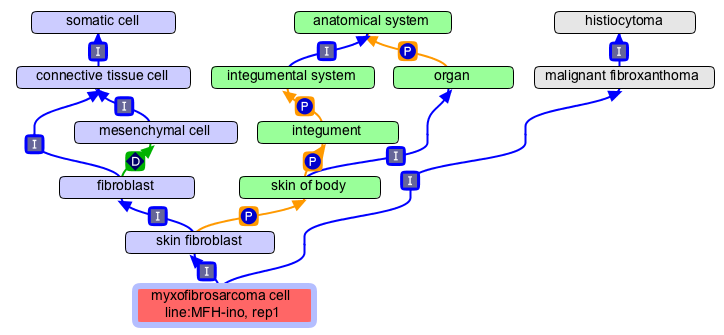 somatic cell
anatomical system
histiocytoma
I
I
P
I
connective tissue cell
integumental system
organ
malignant fibroxanthoma
I
P
mesenchymal cell
integument
I
D
P
I
fibroblast
skin of body
I
I
P
skin fibroblast
I
myxofibrosarcoma cell
line:MFH-ino, rep1